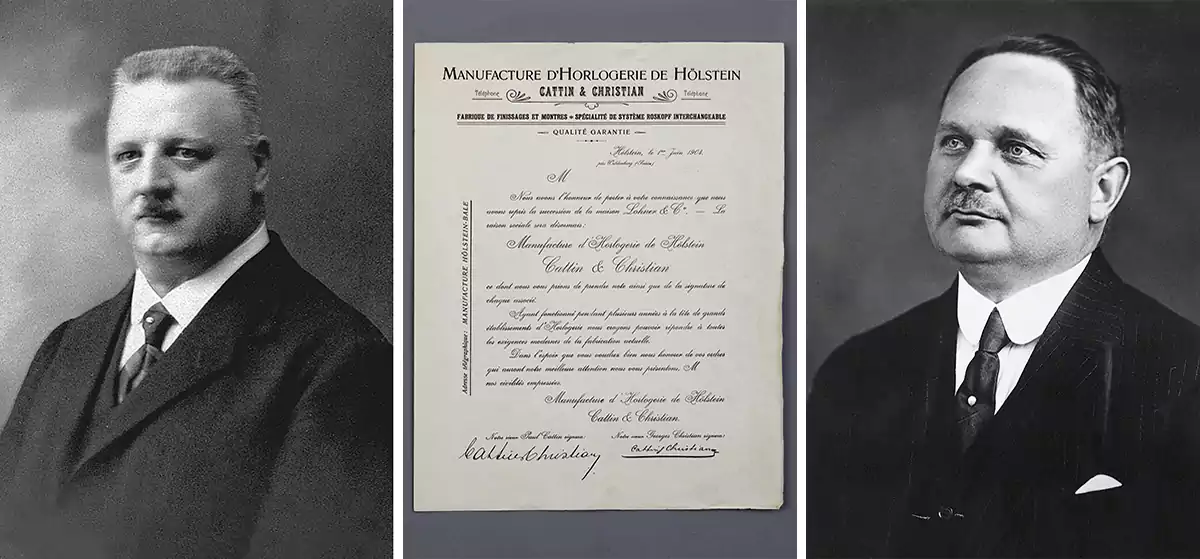 MANUFACTURE D'HORLOGERIE DE HÖLSTEIN
Téléphone CATTIN & CHRISTIAN Téléphone
FABRIQUE DE FINISSAGES ET MONTRES = SPÉCIALITÉ DE SYSTÈME ROSKOPF INTERCHANGEABLE
QUALITÉ GARANTIE
Hölstein, le 1er Juin 1904.
près Waldenburg (Suisse)
M
Nous avons l'honneur de porter à votre connaissance que nous
avons repris la succession de la maison Lohrer & Cie. — La
raison sociale sera désormais:
Manufacture d'Horlogerie de Hölstein
Cattin & Christian
ce dont nous vous prions de prendre note ainsi que de la signature de
chaque associé.
Ayant fonctionné pendant plusieurs années à la tête de grands
établissements d'Horlogerie nous croyons pouvoir répondre à toutes
les exigences modernes de la fabrication actuelle.
Dans l'espoir que vous voudrez bien nous honorer de vos ordres
qui auront notre meilleure attention nous vous présentons, M
nos civilités empressées.
Manufacture d'Horlogerie de Hölstein
Cattin & Christian.
Notre sieur Paul Cattin signera: Notre sieur Georges Christian signera:
Cattin & Christian Cattin & Christian
Adresse télégraphique: MANUFACTURE HÖLSTEIN-BALE